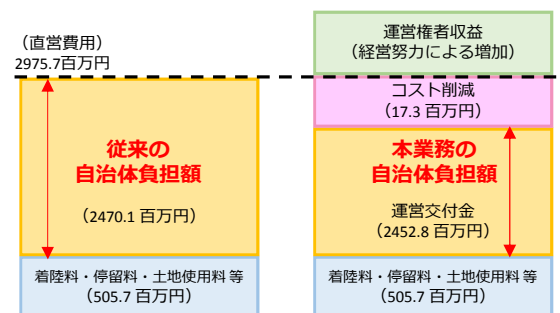 （直営費用）
2975.7百万円
従来の
自治体負担額
（2470.1 百万円）
着陸料・停留料・土地使用料 等
（505.7 百万円）
運営権者収益
（経営努力による増加）
コスト削減
（17.3 百万円）
本業務の
自治体負担額
運営交付金
（2452.8 百万円）
着陸料・停留料・土地使用料 等
（505.7 百万円）